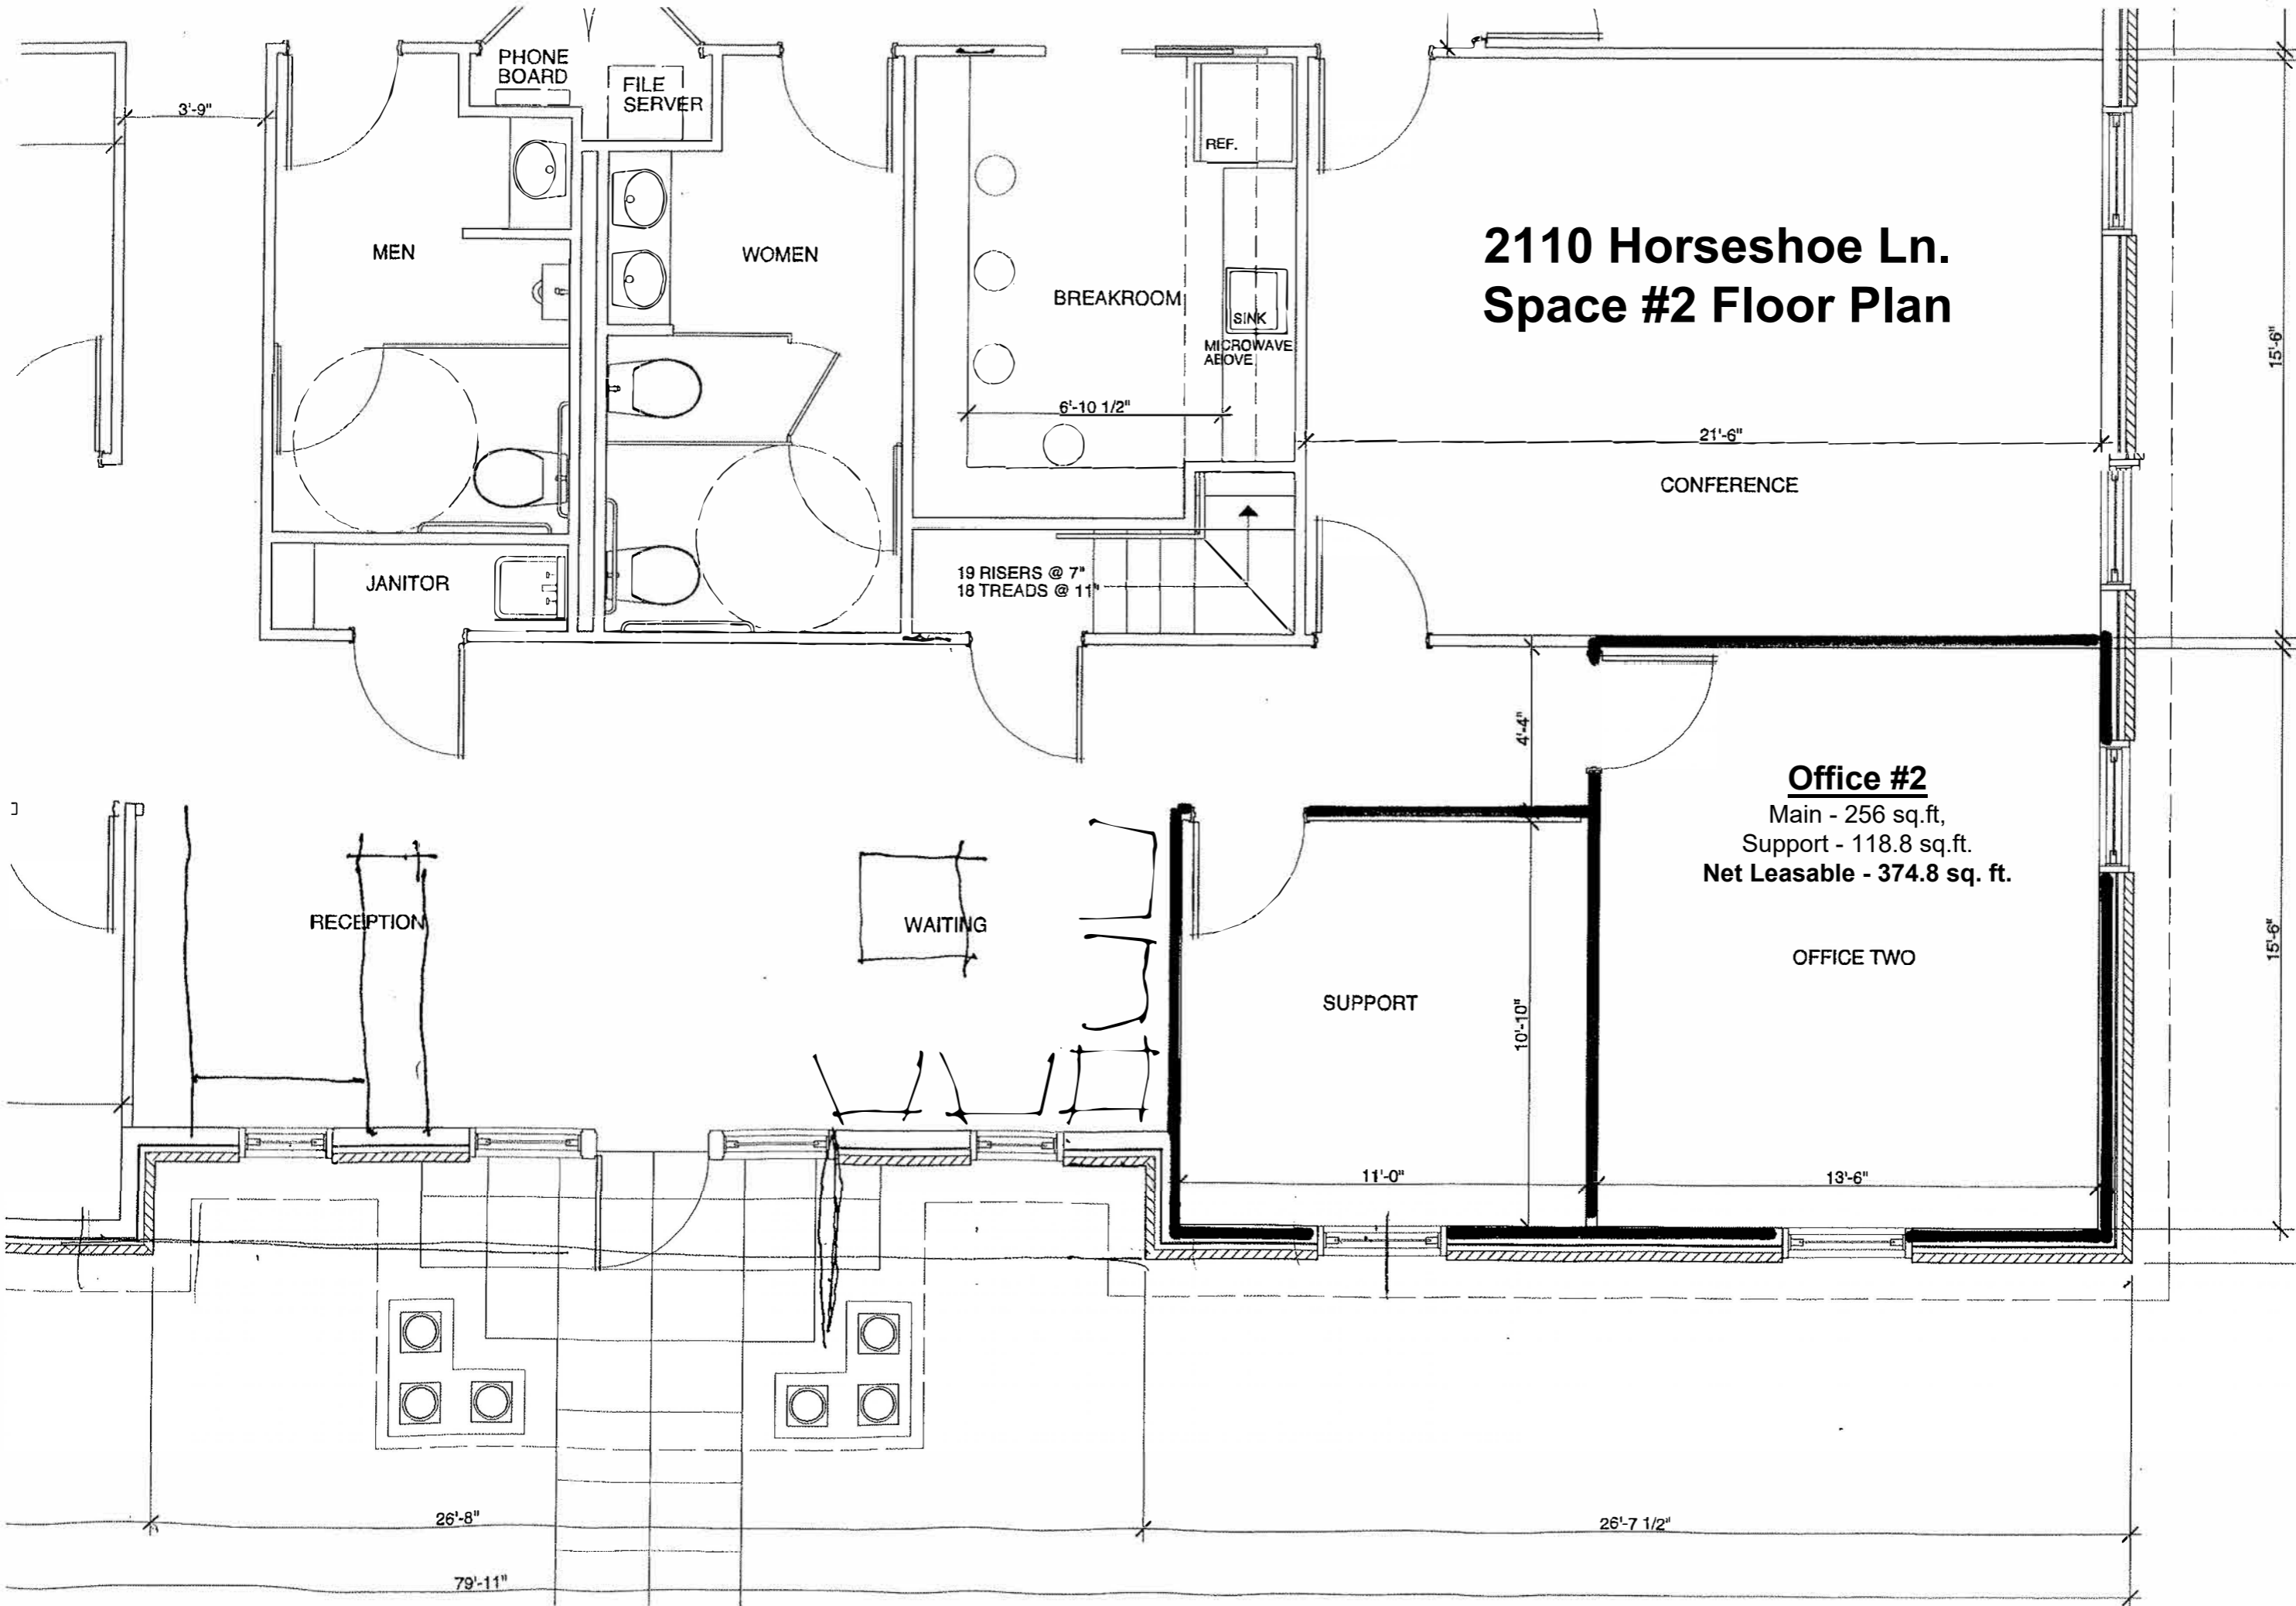 PHONE
BOARD
FILE
SERVER
3'-9"
REF.
MEN
WOMEN
BREAKROOM
SINK
MICROWAVE
ABOVE
2110 Horseshoe Ln.
Space #2 Floor Plan
15'-6"
6'-10 1/2"
21'-6"
CONFERENCE
JANITOR
19 RISERS @ 7"
18 TREADS @ 11"
4'-4"
Office #2
Main - 256 sq.ft,
Support - 118.8 sq.ft.
Net Leasable - 374.8 sq. ft.
RECEPTION
WAITING
OFFICE TWO
15'-6"
SUPPORT
10'-10"
11'-0"
13'-6"
26'-8"
26'-7 1/2"
79'-11"